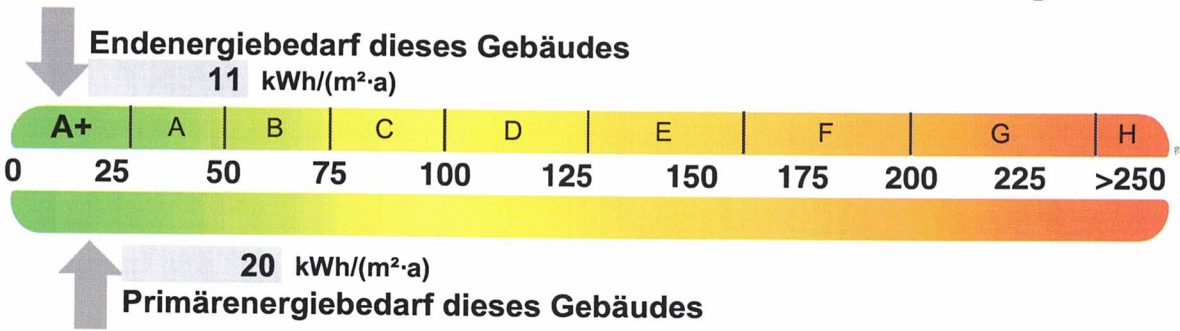 Endenergiebedarf dieses Gebäudes
11 kWh/(m²·a)
A+ A B C D E F G H
0 25 50 75 100 125 150 175 200 225 >250
20 kWh/(m²·a)
Primärenergiebedarf dieses Gebäudes